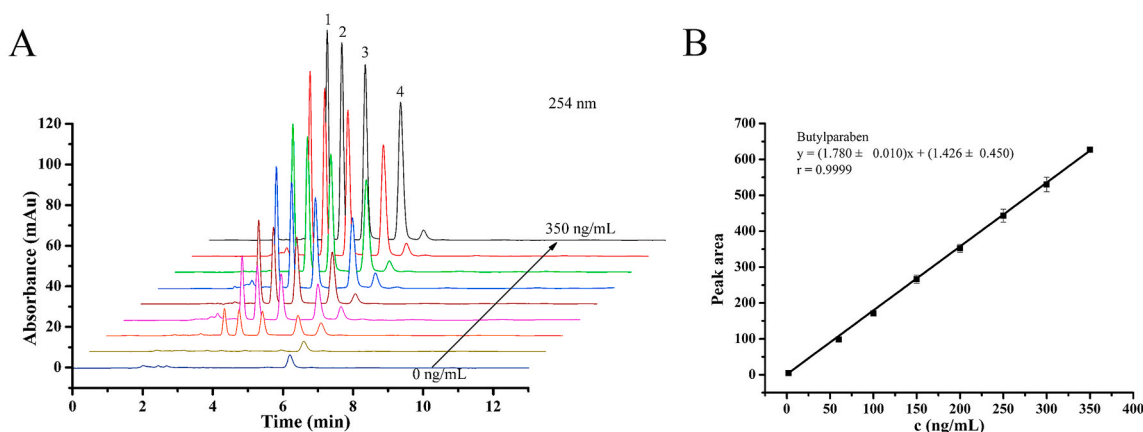 A
1
2
3
4
254 nm
350 ng/mL
0 ng/mL
Absorbance (mAu)
120
100
80
60
40
20
0
0 2 4 6 8 10 12
Time (min)
B
Butylparaben
y = (1.780 ± 0.010)x + (1.426 ± 0.450)
r = 0.9999
Peak area
700
600
500
400
300
200
100
0
0 50 100 150 200 250 300 350 400
c (ng/mL)